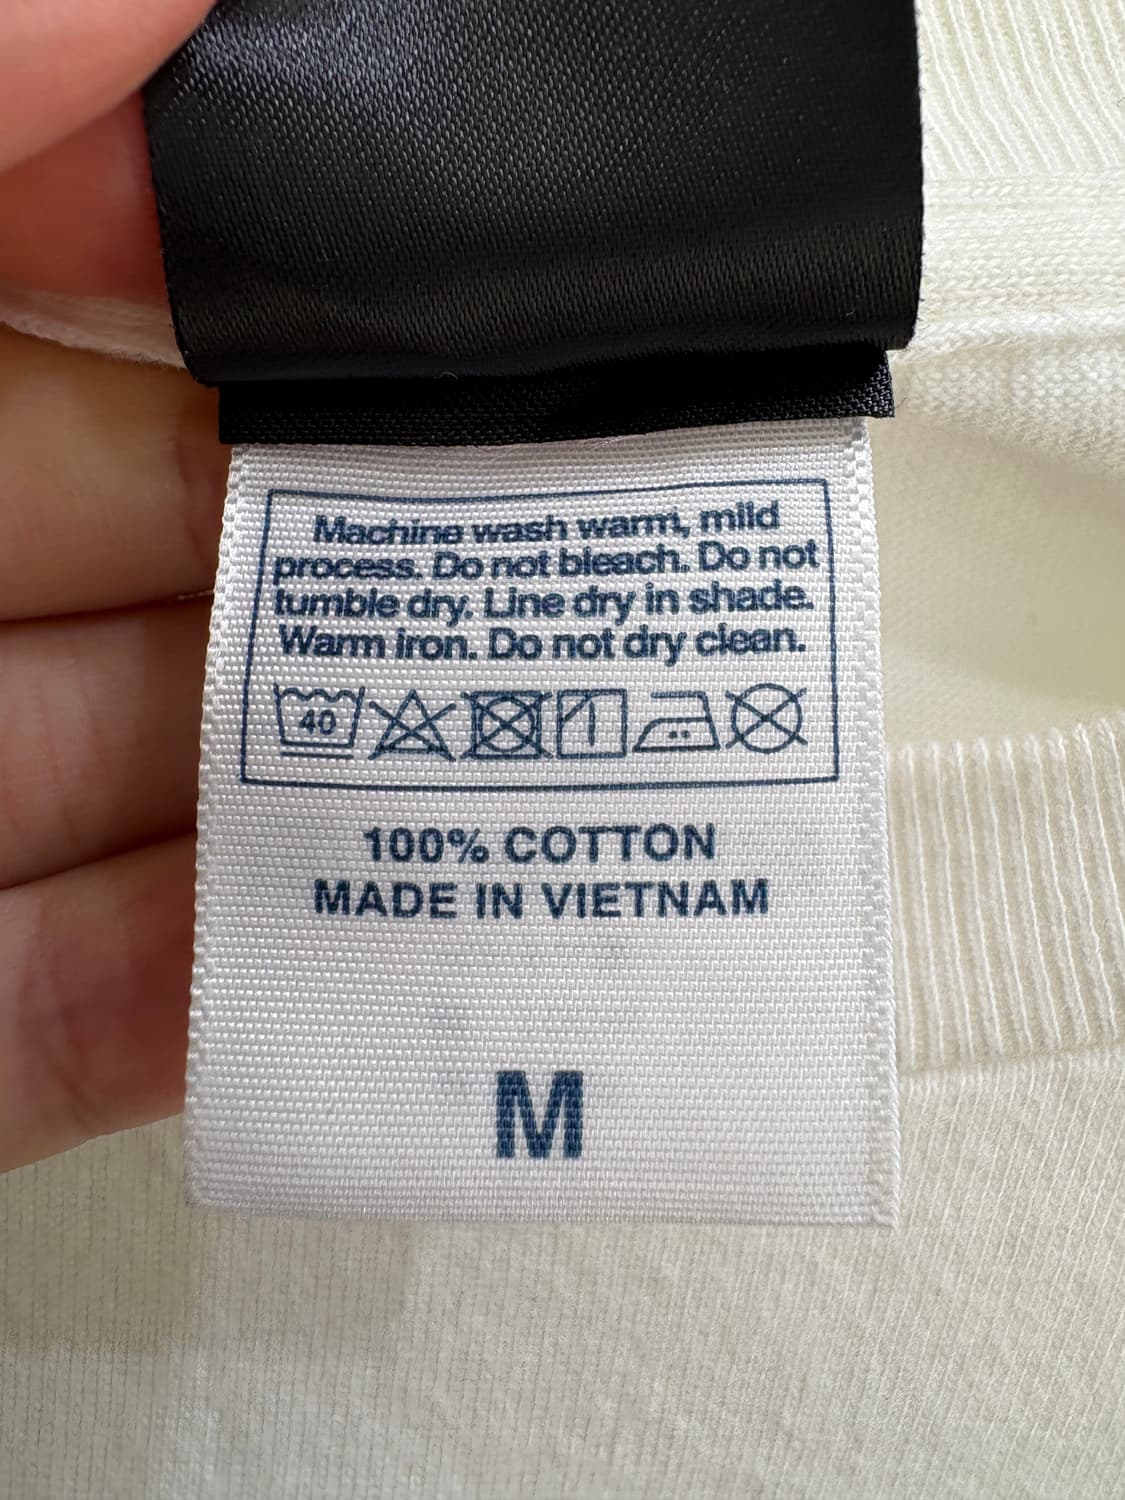 Machine wash warm, mild
process. Do not bleach. Do not
tumble dry. Line dry in shade.
Warm iron. Do not dry clean.
40
100% COTTON
MADE IN VIETNAM
M